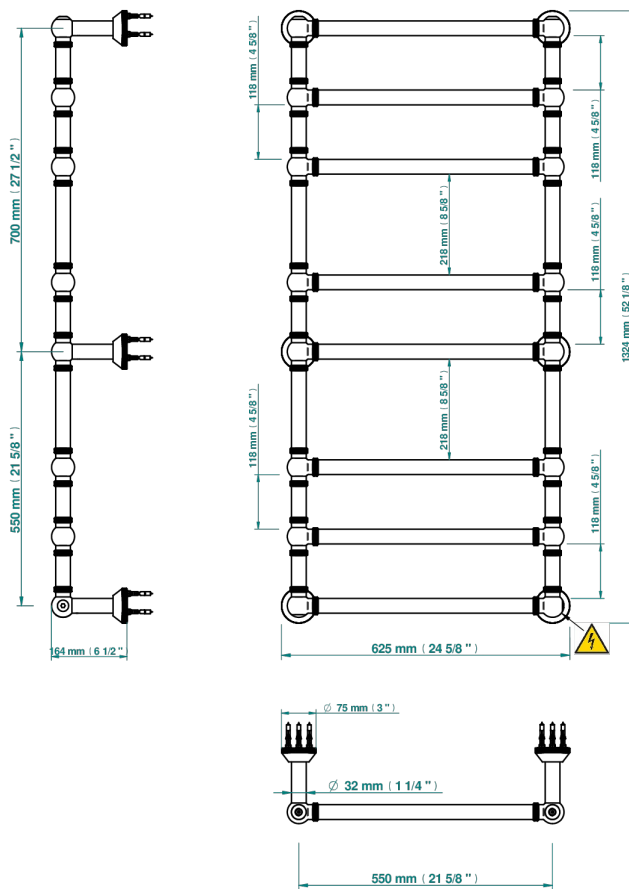 118 mm ( 4 5/8 " )
118 mm ( 4 5/8 " )
700 mm ( 27 1/2 " )
218 mm ( 8 5/8 " )
118 mm ( 4 5/8 " )
1324 mm ( 52 1/8 " )
550 mm ( 21 5/8 " )
118 mm ( 4 5/8 " )
218 mm ( 8 5/8 " )
118 mm ( 4 5/8 " )
164 mm ( 6 1/2 " )
625 mm ( 24 5/8 " )
Ø 75 mm ( 3 " )
Ø 32 mm ( 1 1/4 " )
550 mm ( 21 5/8 " )